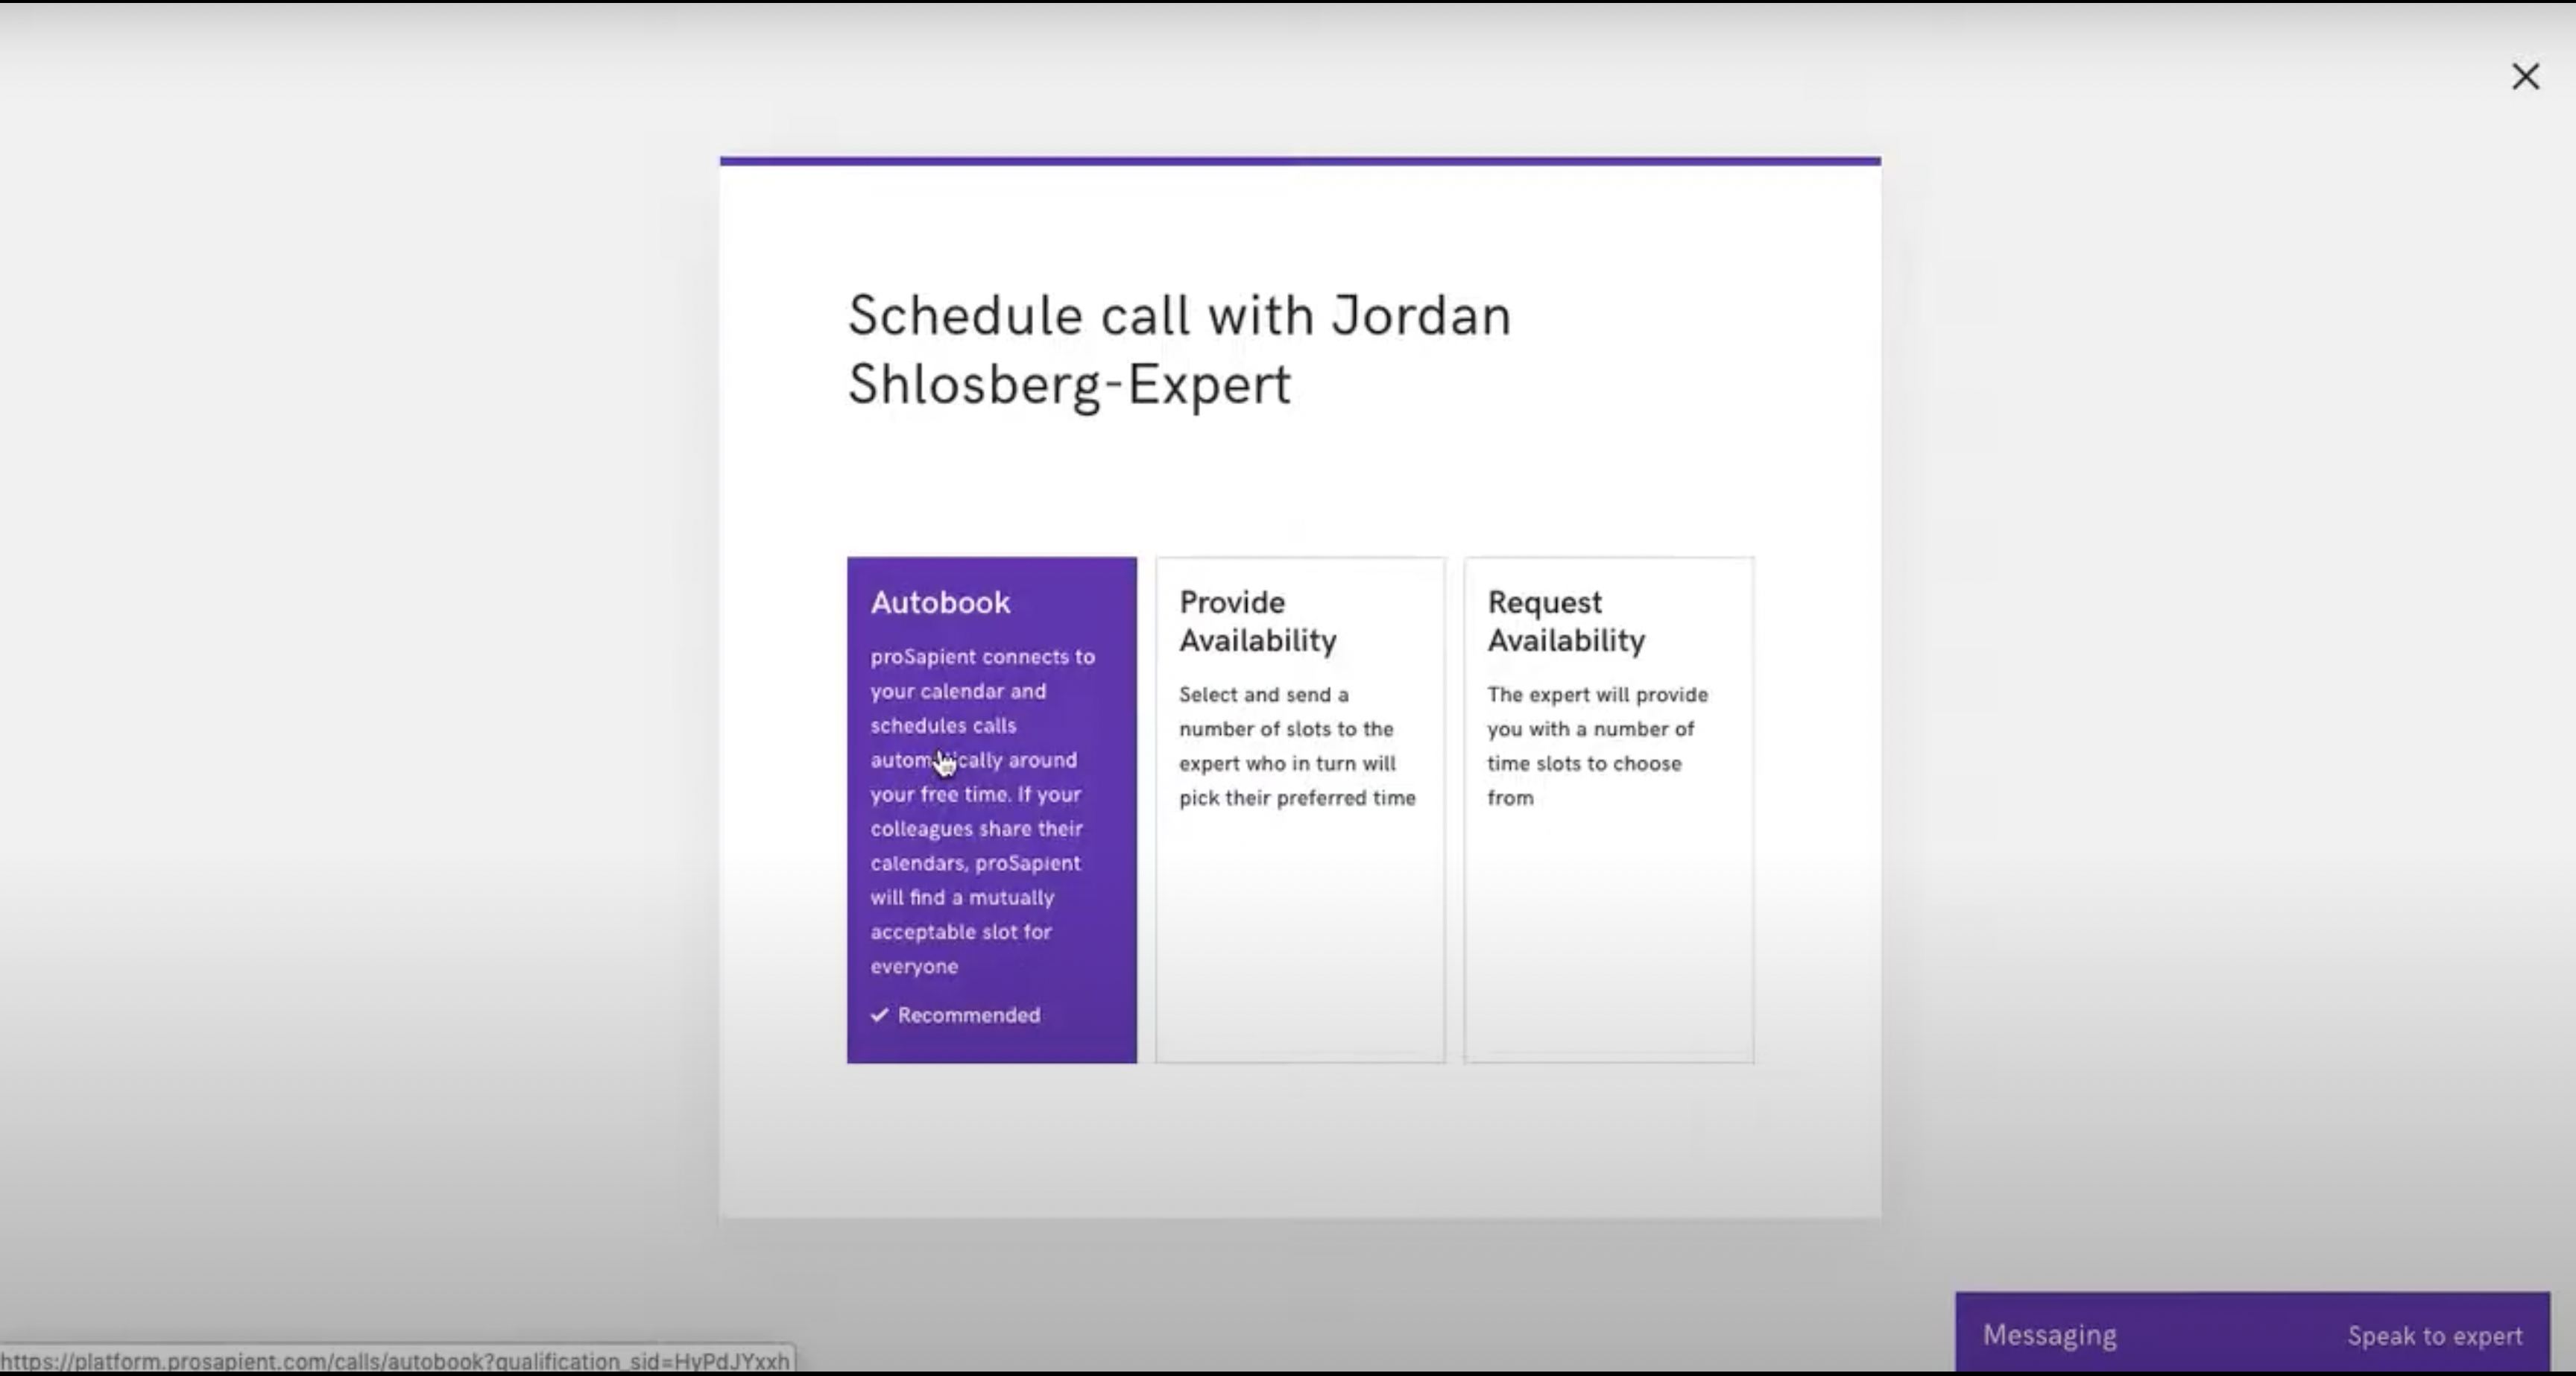 Schedule call with Jordan
Shlosberg-Expert
Autobook
proSapient connects to
your calendar and
schedules calls
automatically around
your free time. If your
colleagues share their
calendars, proSapient
will find a mutually
acceptable slot for
everyone
✓ Recommended
Provide
Availability
Select and send a
number of slots to the
expert who in turn will
pick their preferred time
Request
Availability
The expert will provide
you with a number of
time slots to choose
from
Messaging
Speak to expert
https://platform.prosapient.com/calls/autobook?qualification_sid=HyPdJYxxh